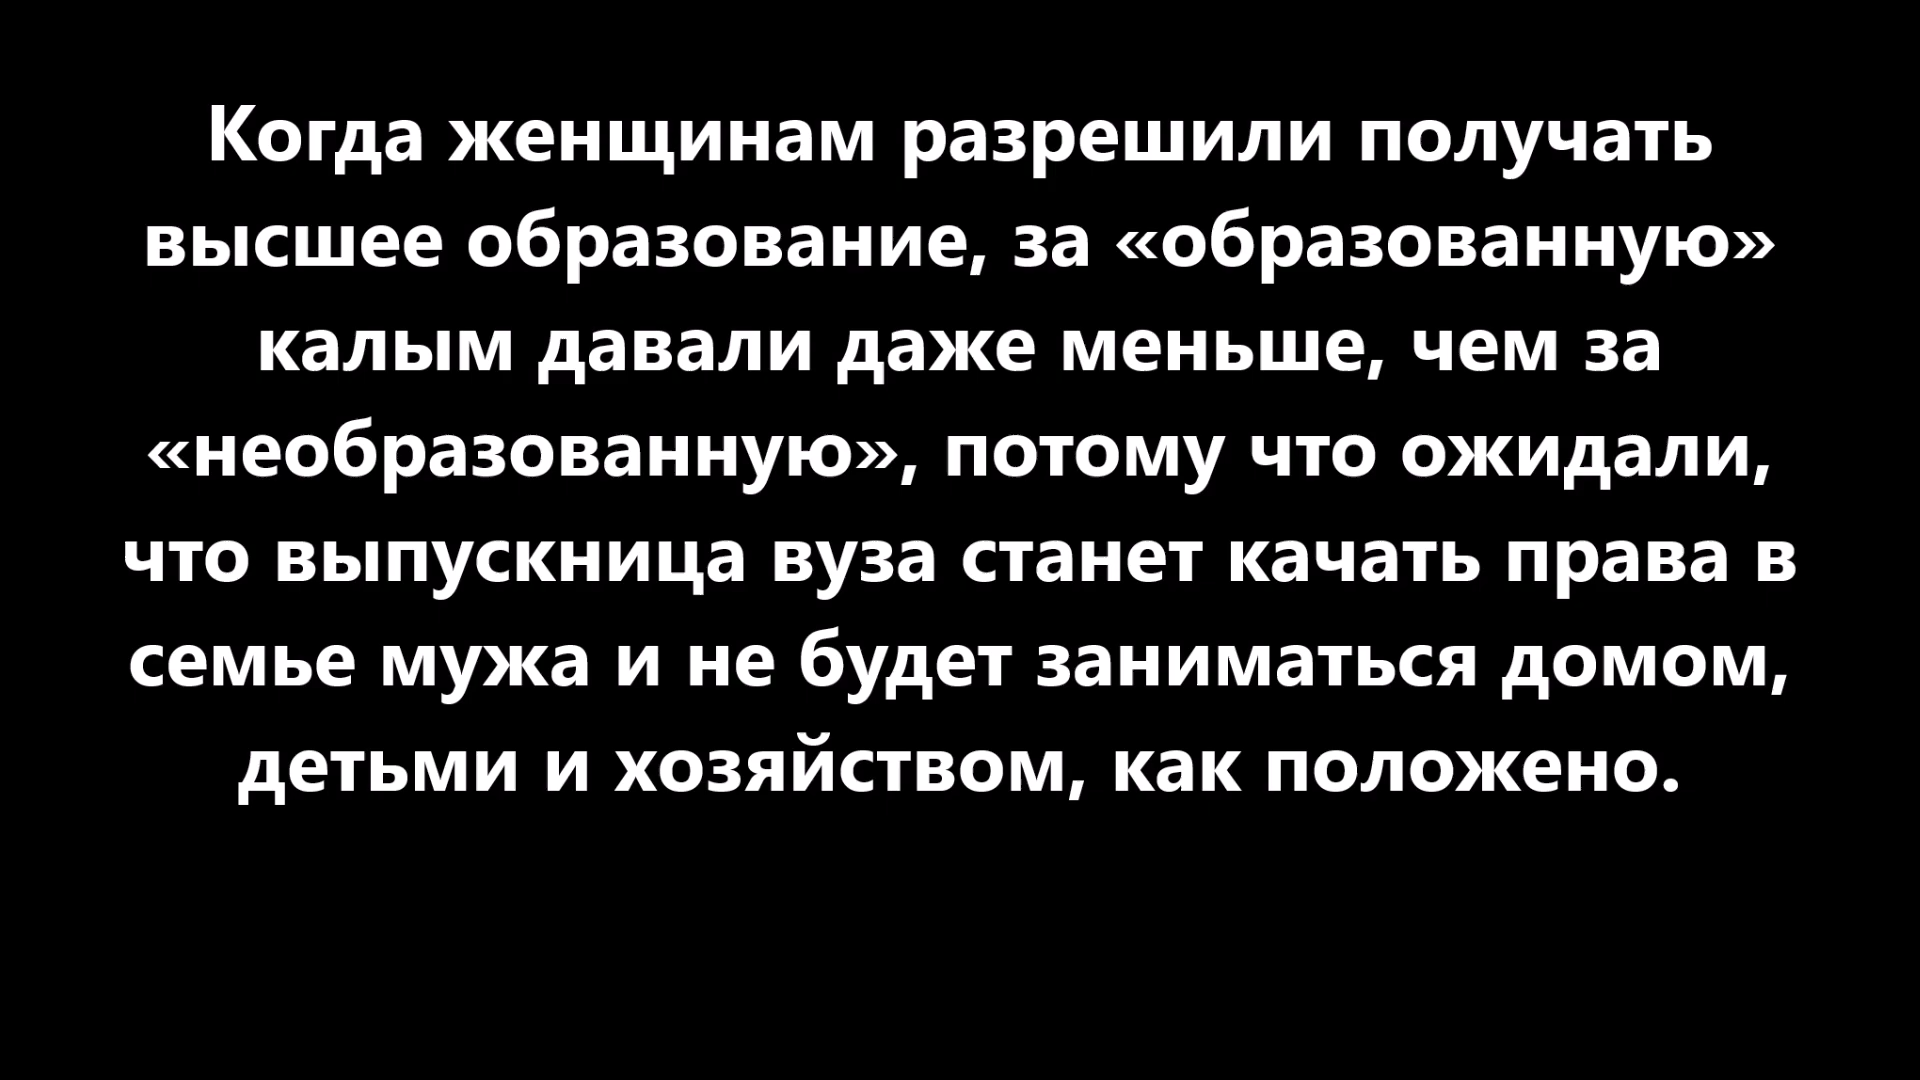 Когда женщинам разрешили получать
высшее образование, за «образованную»
калым давали даже меньше, чем за
«необразованную», потому что ожидали,
что выпускница вуза станет качать права в
семье мужа и не будет заниматься домом,
детьми и хозяйством, как положено.